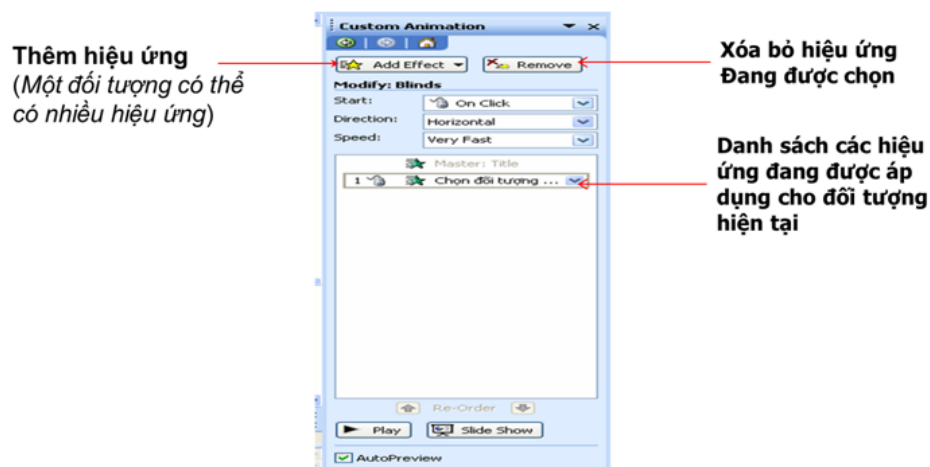 Thêm hiệu ứng
(Một đối tượng có thể
có nhiều hiệu ứng)
Custom Animation
Add Effect
Remove
Modify: Blinds
Start:
On Click
Direction:
Horizontal
Speed:
Very Fast
Master: Title
1
Chọn đối tượng ...
Re-Order
Play
Slide Show
AutoPreview
Xóa bỏ hiệu ứng
Đang được chọn
Danh sách các hiệu
ứng đang được áp
dụng cho đối tượng
hiện tại